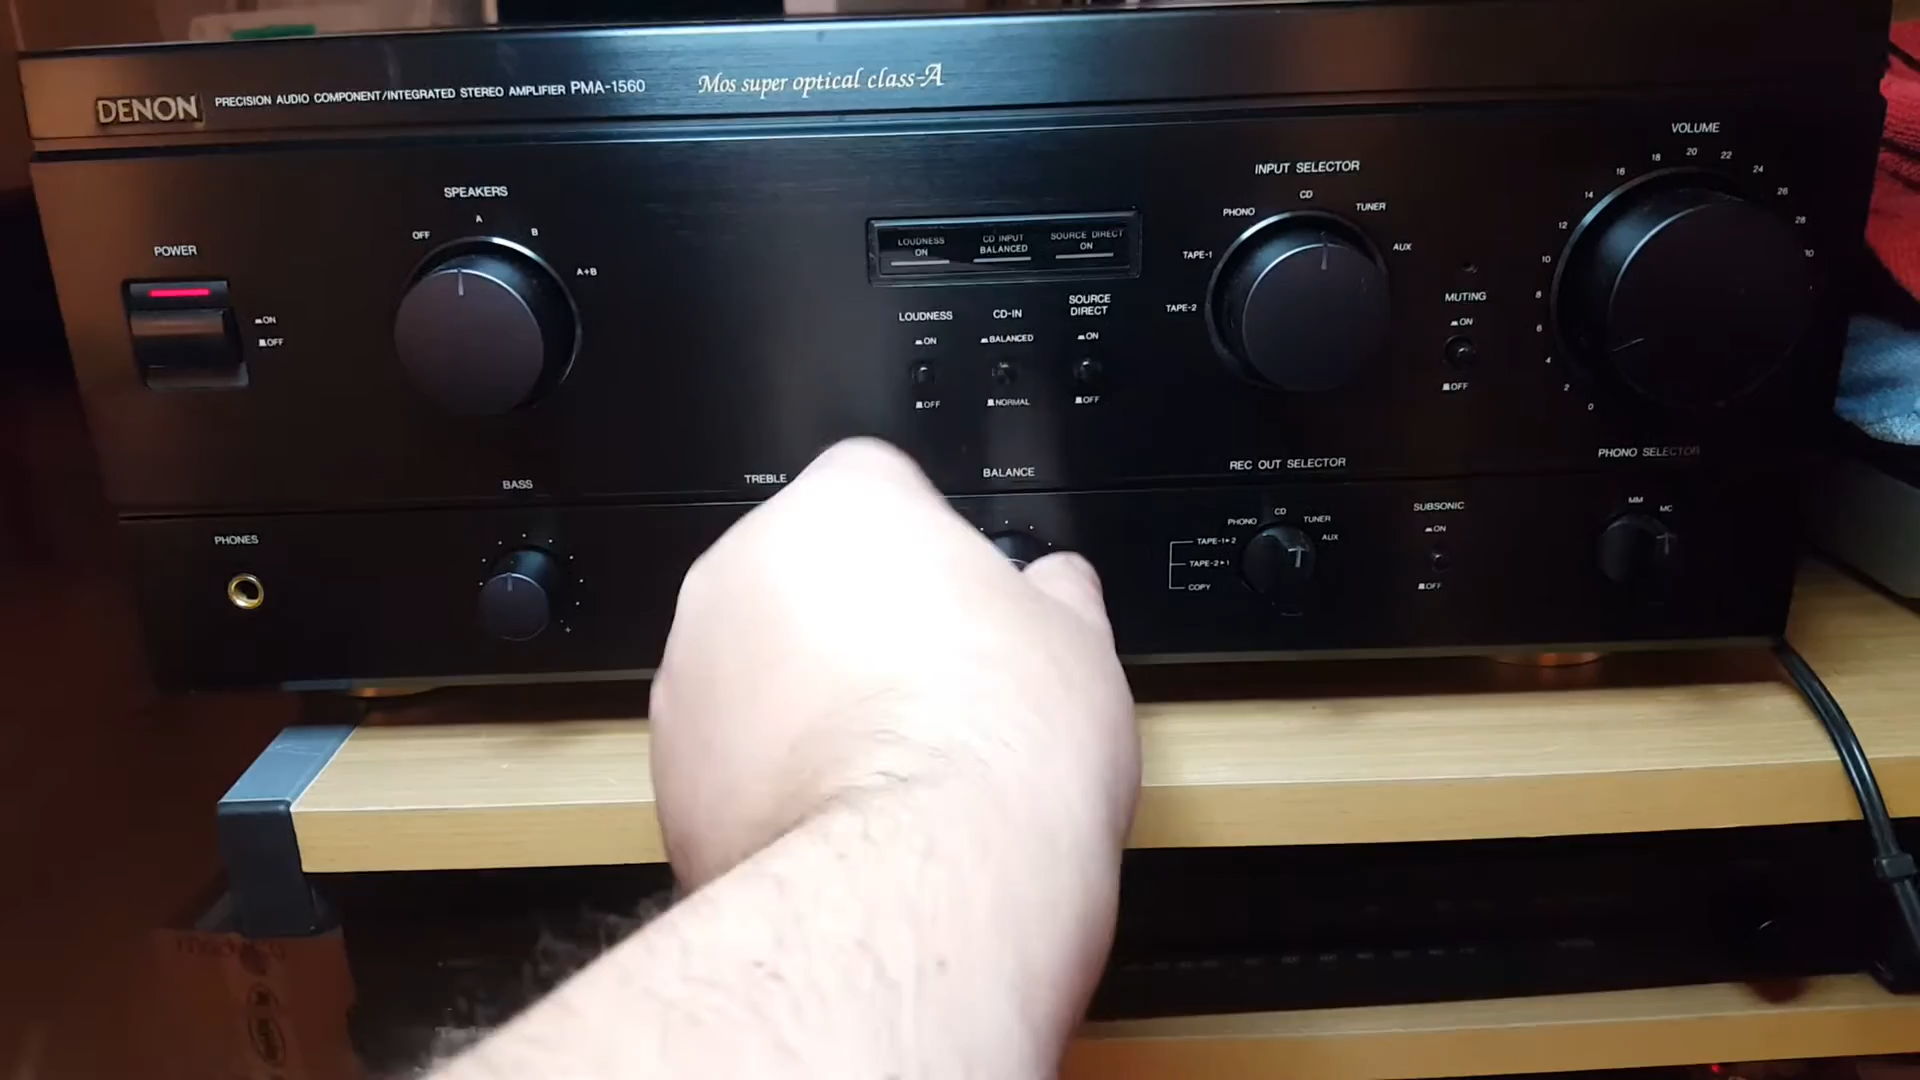 DENON PRECISION AUDIO COMPONENT/INTEGRATED STEREO AMPLIFIER PMA-1560 Mos super optical class-A
POWER
ON
OFF
SPEAKERS
OFF A B A+B
LOUDNESS ON
CD INPUT BALANCED
SOURCE DIRECT ON
LOUDNESS
ON
OFF
CD-IN
BALANCED
NORMAL
SOURCE DIRECT
ON
OFF
INPUT SELECTOR
TAPE-2 TAPE-1 PHONO CD TUNER AUX
MUTING
ON
OFF
VOLUME
0 2 4 6 8 10 12 14 16 18 20 22 24 26 28 30
PHONES
BASS
+
TREBLE
BALANCE
REC OUT SELECTOR
PHONO CD TUNER AUX
TAPE-1▸2
TAPE-2▸1
COPY
SUBSONIC
ON
OFF
PHONO SELECTOR
MM MC